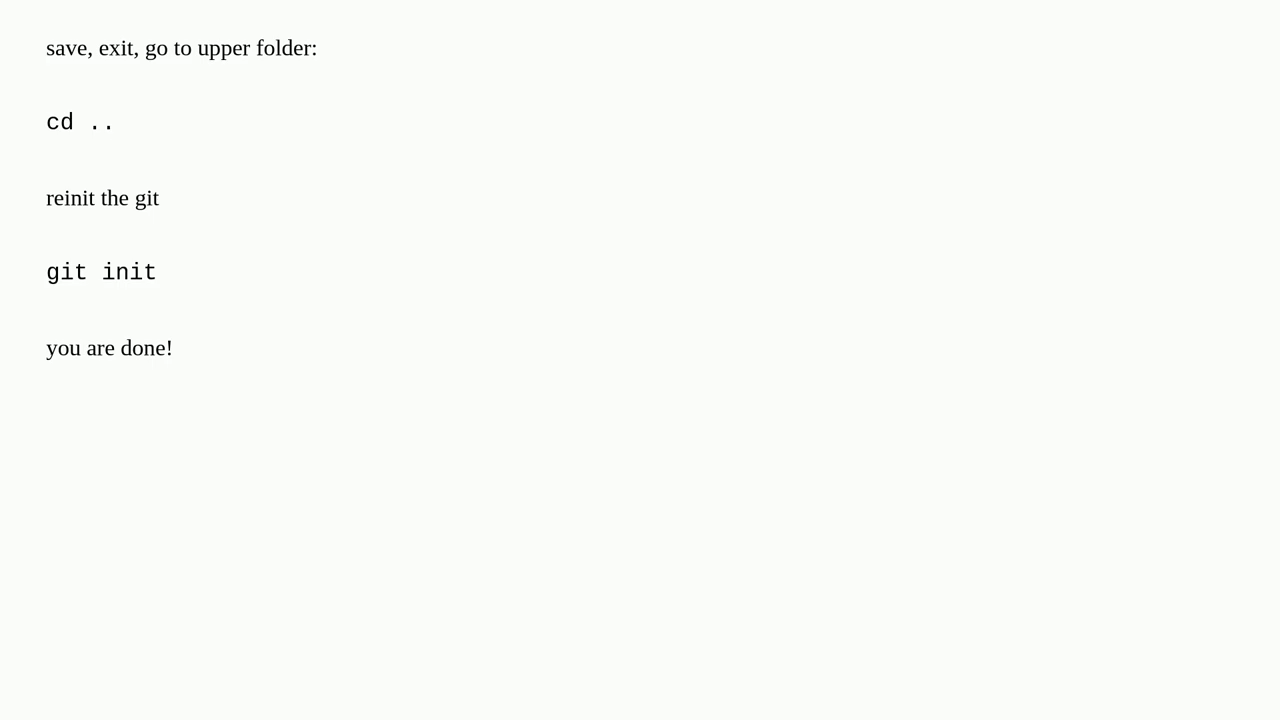 save, exit, go to upper folder:
cd ..
reinit the git
git init
you are done!